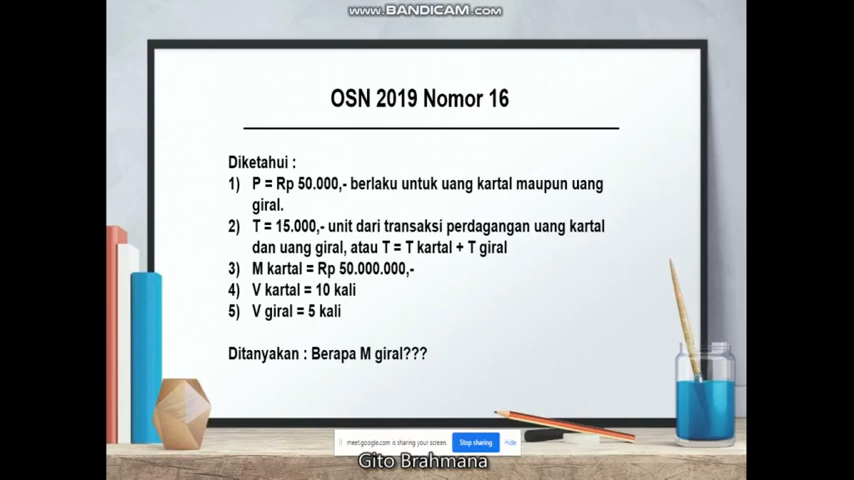 www.BANDICAM.com
OSN 2019 Nomor 16
Diketahui :
1) P = Rp 50.000,- berlaku untuk uang kartal maupun uang
giral.
2) T = 15.000,- unit dari transaksi perdagangan uang kartal
dan uang giral, atau T = T kartal + T giral
3) M kartal = Rp 50.000.000,-
4) V kartal = 10 kali
5) V giral = 5 kali
Ditanyakan : Berapa M giral???
meet.google.com is sharing your screen. Stop sharing Hide
Gito Brahmana